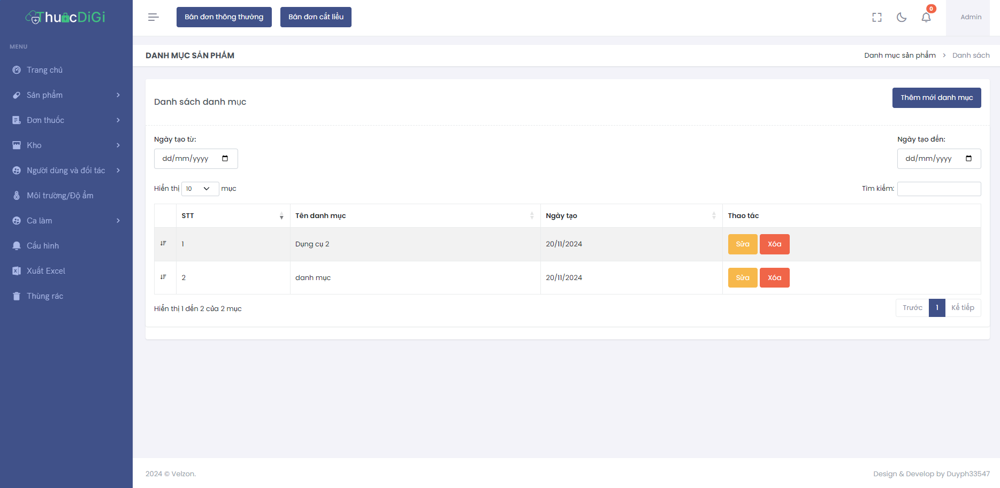 ThuốcDiGi
MENU
Trang chủ
Sản phẩm
Đơn thuốc
Kho
Người dùng và đối tác
Môi trường/Độ ẩm
Ca làm
Cấu hình
Xuất Excel
Thùng rác
Bán đơn thông thường Bán đơn cắt liều 0 Admin
DANH MỤC SẢN PHẨM Danh mục sản phẩm > Danh sách
Danh sách danh mục Thêm mới danh mục
Ngày tạo từ: Ngày tạo đến:
dd/mm/yyyy dd/mm/yyyy
Hiển thị 10 mục Tìm kiếm:
STT Tên danh mục Ngày tạo Thao tác
1 Dụng cụ 2 20/11/2024 Sửa Xóa
2 danh mục 20/11/2024 Sửa Xóa
Hiển thị 1 đến 2 của 2 mục Trước 1 Kế tiếp
2024 © Velzon. Design & Develop by Duyph33547